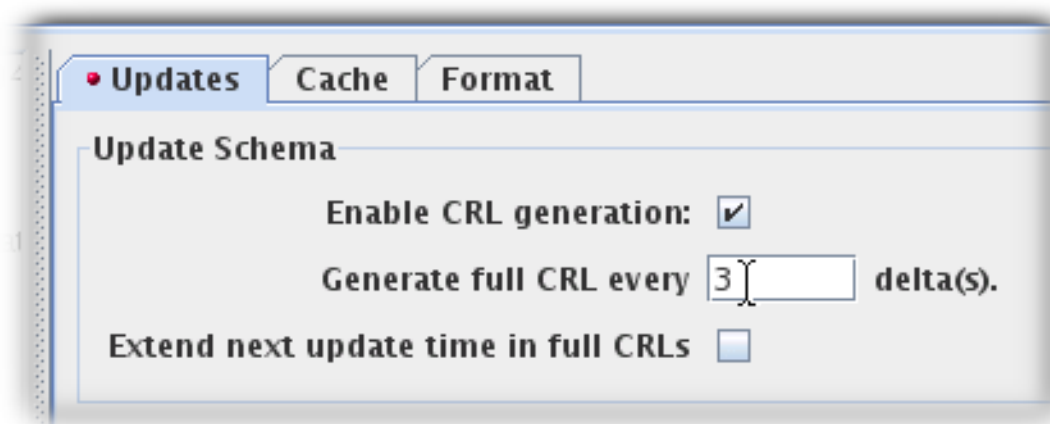 Updates Cache Format
Update Schema
Enable CRL generation:
Generate full CRL every 3 delta(s).
Extend next update time in full CRLs